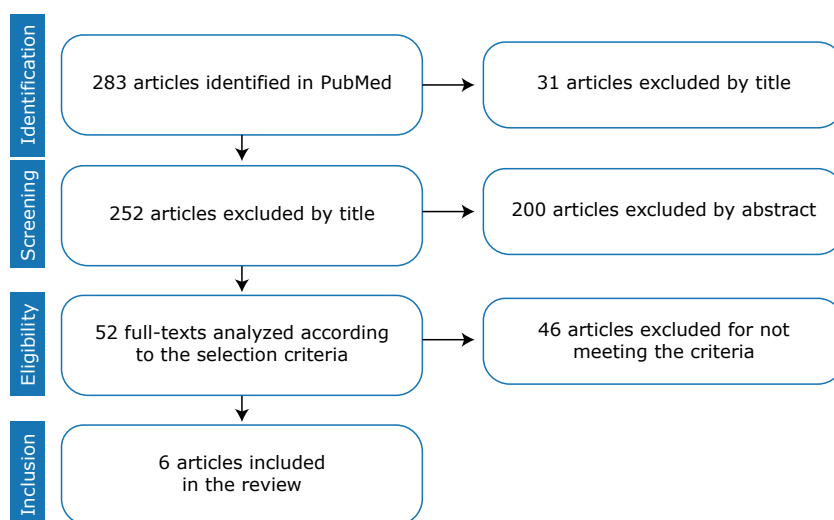 Identification
283 articles identified in PubMed
31 articles excluded by title
Screening
252 articles excluded by title
200 articles excluded by abstract
Eligibility
52 full-texts analyzed according
to the selection criteria
46 articles excluded for not
meeting the criteria
Inclusion
6 articles included
in the review